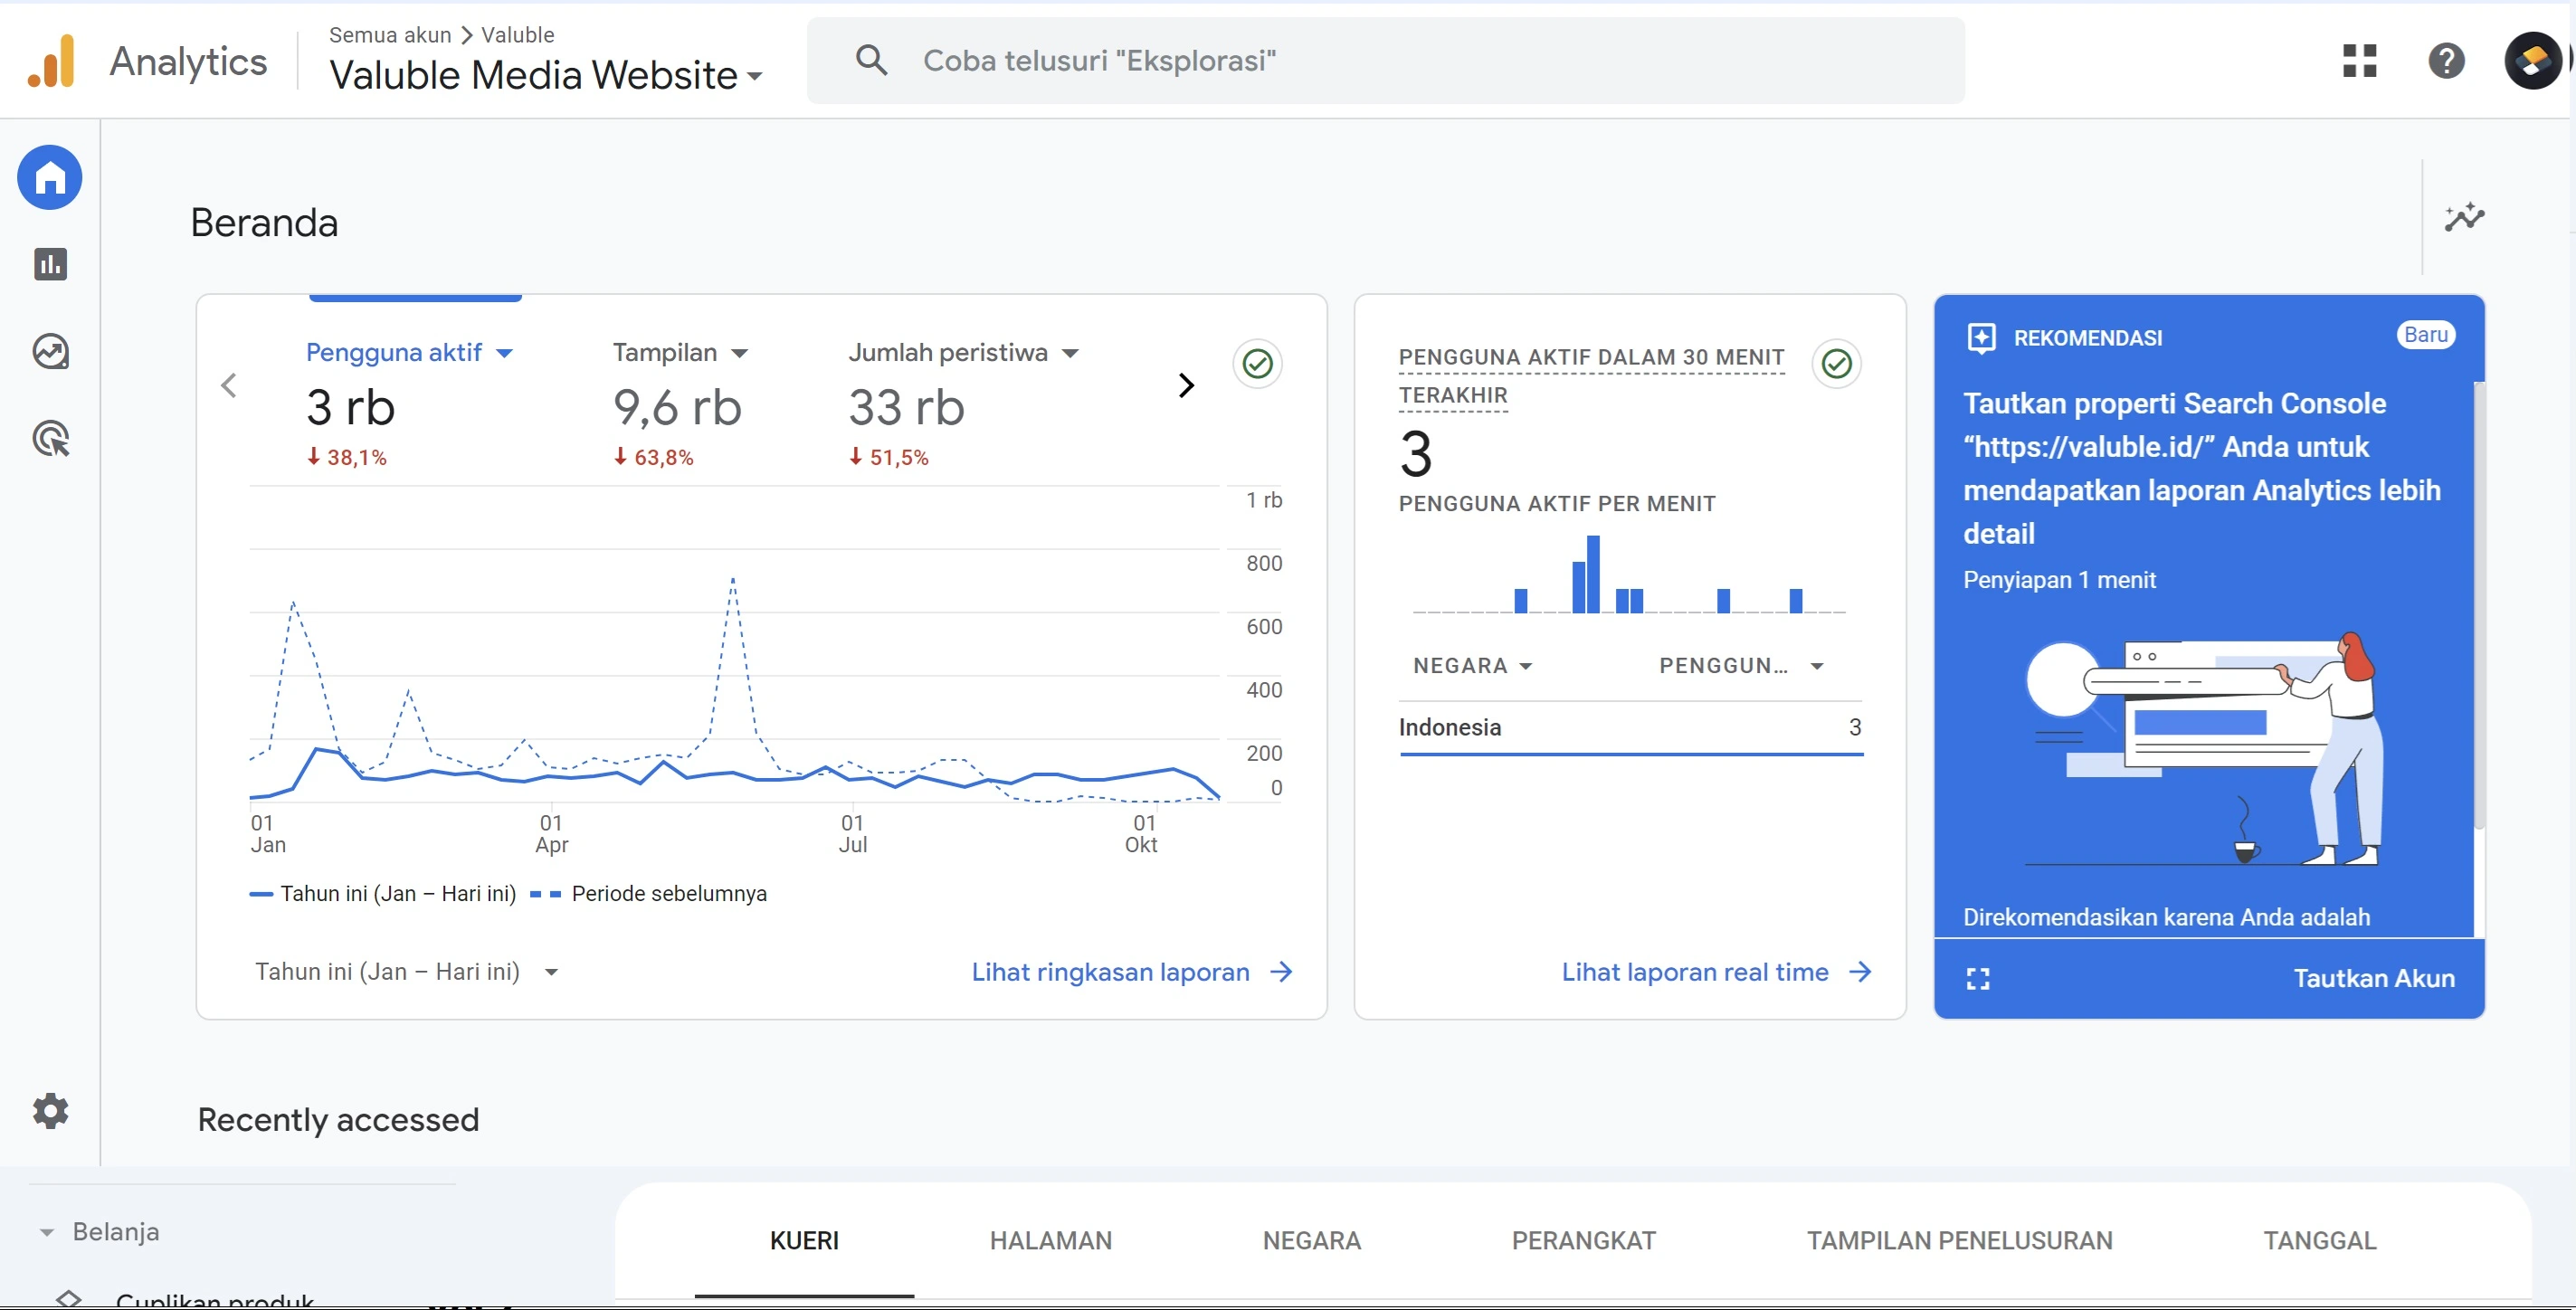 Analytics
Semua akun > Valuble
Valuble Media Website
Coba telusuri "Eksplorasi"
Beranda
Pengguna aktif
3 rb
38,1%
Tampilan
9,6 rb
63,8%
Jumlah peristiwa
33 rb
51,5%
1 rb
800
600
400
200
0
01 Jan
01 Apr
01 Jul
01 Okt
Tahun ini (Jan – Hari ini)
Periode sebelumnya
Tahun ini (Jan – Hari ini)
Lihat ringkasan laporan
PENGGUNA AKTIF DALAM 30 MENIT
TERAKHIR
3
PENGGUNA AKTIF PER MENIT
NEGARA
PENGGUN...
Indonesia 3
Lihat laporan real time
REKOMENDASI
Baru
Tautkan properti Search Console
“https://valuble.id/” Anda untuk
mendapatkan laporan Analytics lebih
detail
Penyiapan 1 menit
Direkomendasikan karena Anda adalah
Tautkan Akun
Recently accessed
Belanja
Cuplikan produk
KUERI
HALAMAN
NEGARA
PERANGKAT
TAMPILAN PENELUSURAN
TANGGAL